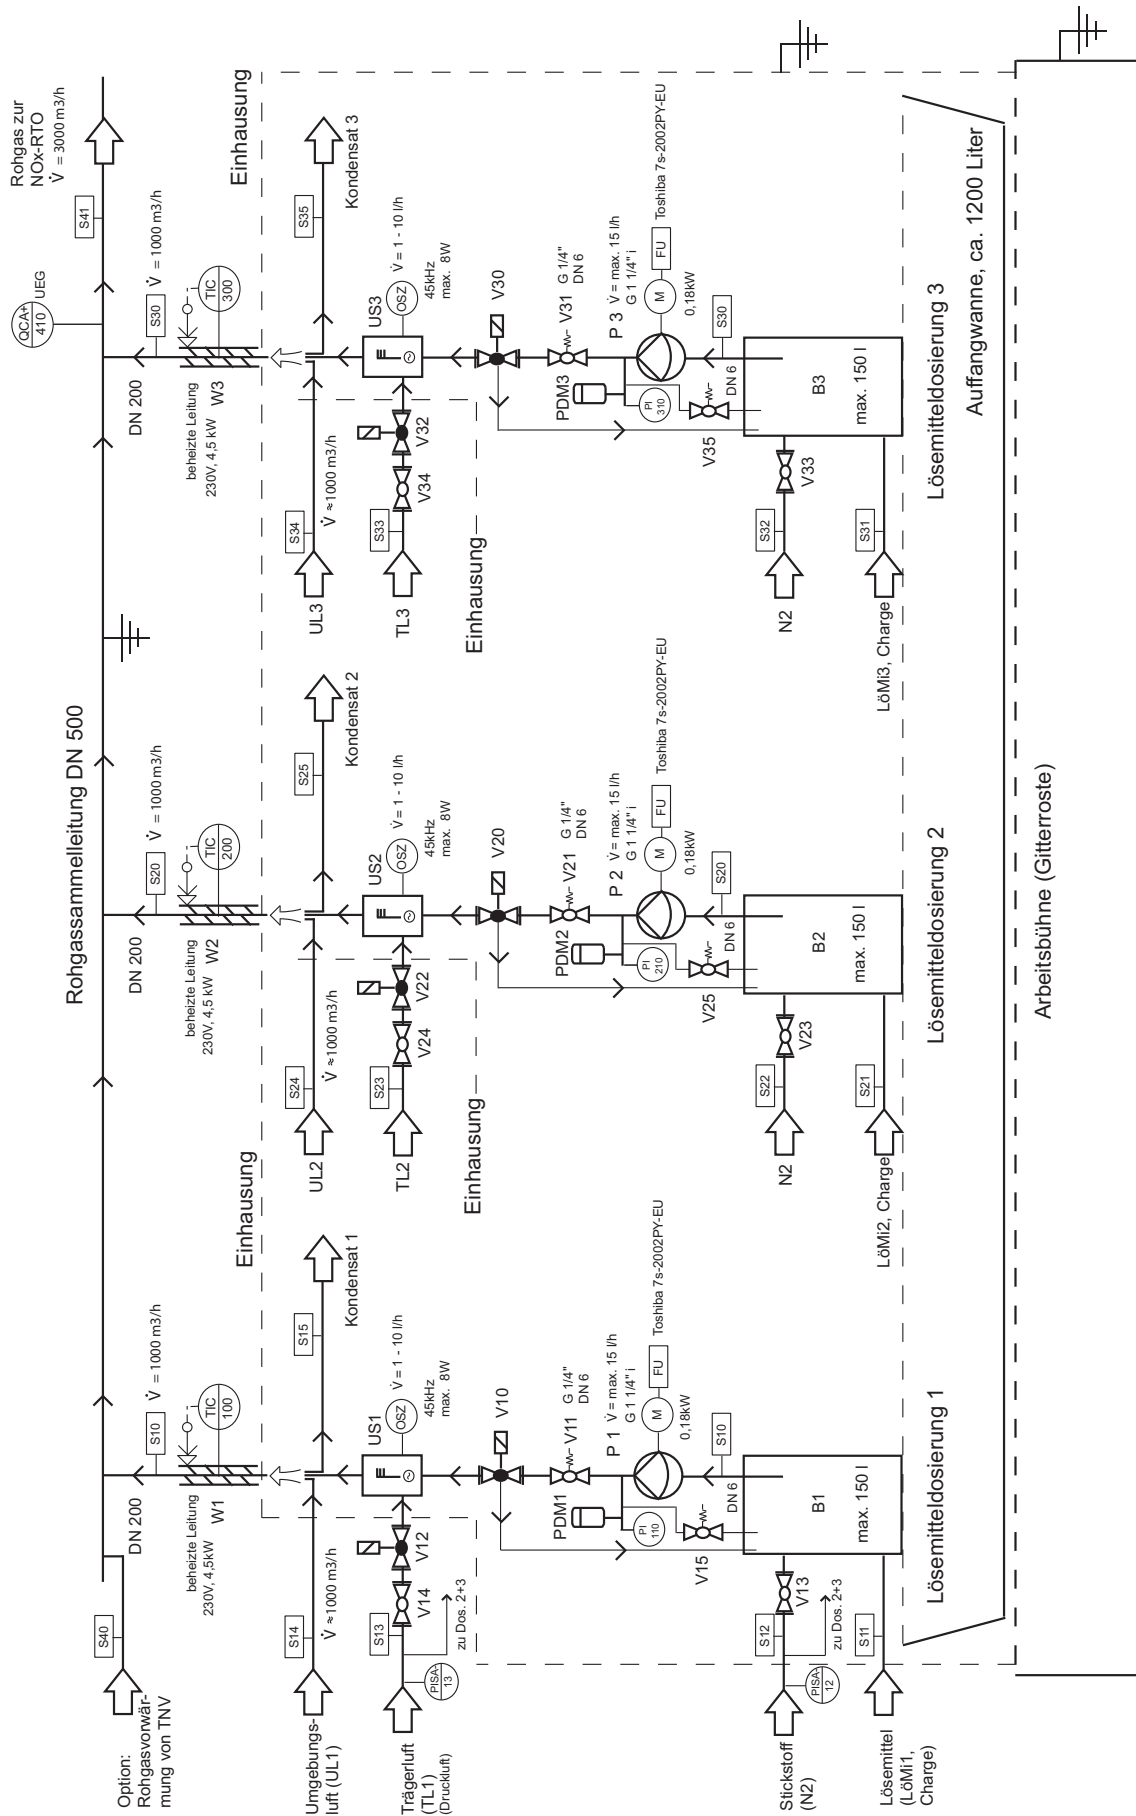 Rohgassammelleitung DN 500
Rohgas zur
NOx-RTO
V̇ = 3000 m3/h
S41
QCA+
410
UEG
Option:
Rohgasvorwär-
mung von TNV
S40
DN 200
S10
V̇ = 1000 m3/h
beheizte Leitung
230V, 4,5kW
W1
TIC
100
Einhausung
Umgebungs-
luft (UL1)
S14
V̇ ≈1000 m3/h
S15
Kondensat 1
Trägerluft
(TL1)
(Druckluft)
PISA-
13
S13
zu Dos. 2+3
V14
V12
US1
OSZ
V̇ = 1 - 10 l/h
45kHz
max. 8W
V10
V11
G 1/4"
DN 6
PDM1
PI
110
P 1
V̇ = max. 15 l/h
G 1 1/4" i
M
FU
Toshiba 7s-2002PY-EU
0,18kW
V15
DN 6
S10
B1
max. 150 l
Stickstoff
(N2)
PISA-
12
S12
zu Dos. 2+3
V13
Lösemittel
(LöMi1,
Charge)
S11
Lösemitteldosierung 1
DN 200
S20
V̇ = 1000 m3/h
beheizte Leitung
230V, 4,5 kW
W2
TIC
200
UL2
S24
V̇ ≈1000 m3/h
S25
Kondensat 2
TL2
S23
V24
V22
Einhausung
US2
OSZ
V̇ = 1 - 10 l/h
45kHz
max. 8W
V20
V21
G 1/4"
DN 6
PDM2
PI
210
P 2
V̇ = max. 15 l/h
G 1 1/4" i
M
FU
Toshiba 7s-2002PY-EU
0,18kW
V25
DN 6
S20
B2
max. 150 l
N2
S22
V23
LöMi2, Charge
S21
Lösemitteldosierung 2
DN 200
S30
V̇ = 1000 m3/h
beheizte Leitung
230V, 4,5 kW
W3
TIC
300
Einhausung
UL3
S34
V̇ ≈1000 m3/h
S35
Kondensat 3
TL3
S33
V34
V32
Einhausung
US3
OSZ
V̇ = 1 - 10 l/h
45kHz
max. 8W
V30
V31
G 1/4"
DN 6
PDM3
PI
310
P 3
V̇ = max. 15 l/h
G 1 1/4" i
M
FU
Toshiba 7s-2002PY-EU
0,18kW
V35
DN 6
S30
B3
max. 150 l
N2
S32
V33
LöMi3, Charge
S31
Lösemitteldosierung 3
Auffangwanne, ca. 1200 Liter
Arbeitsbühne (Gitterroste)